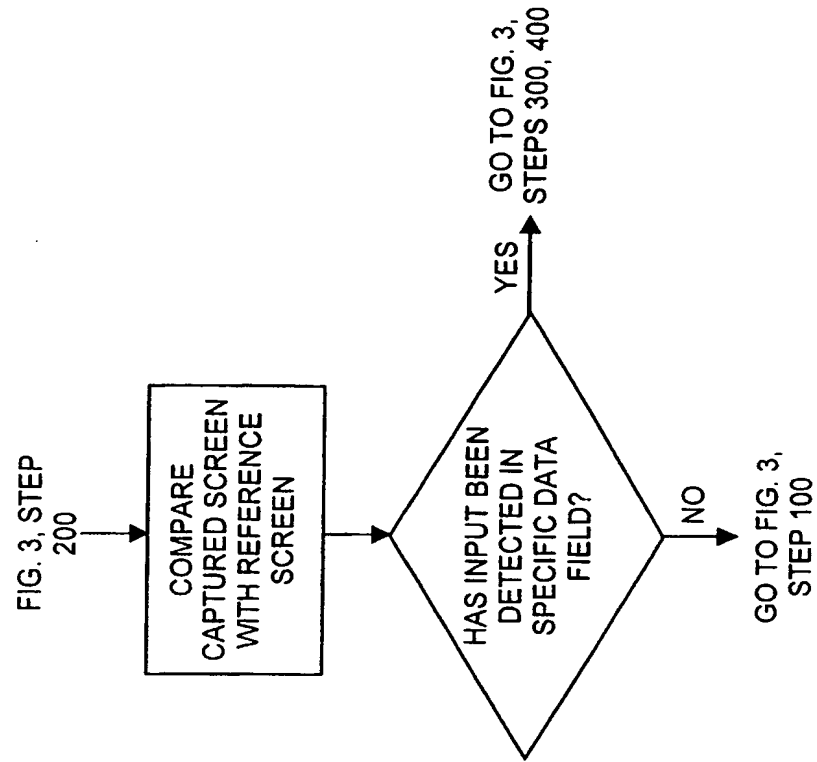 FIG. 3, STEP
200
COMPARE
CAPTURED SCREEN
WITH REFERENCE
SCREEN
HAS INPUT BEEN
DETECTED IN
SPECIFIC DATA
FIELD?
YES
GO TO FIG. 3,
STEPS 300, 400
NO
GO TO FIG. 3,
STEP 100